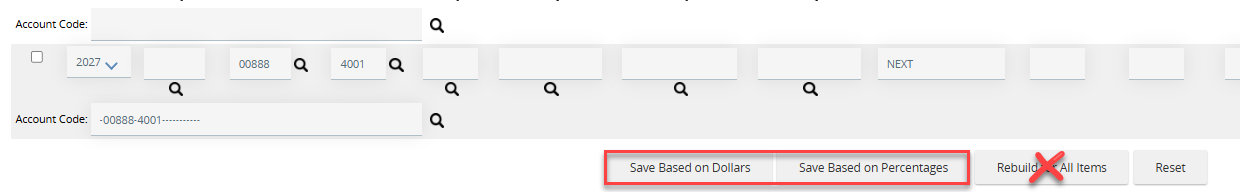 Account Code:
2027 00888 4001 NEXT
Account Code: -00888-4001-----------
Save Based on Dollars Save Based on Percentages Rebuild All Items Reset